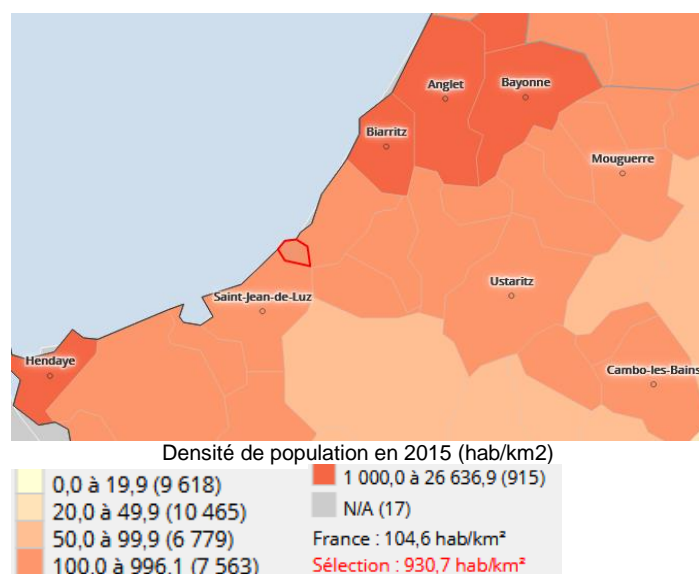 Anglet
Bayonne
Biarritz
Mouguerre
Ustaritz
Saint-Jean-de-Luz
Hendaye
Cambo-les-Bains
Densité de population en 2015 (hab/km2)
0,0 à 19,9 (9 618)
20,0 à 49,9 (10 465)
50,0 à 99,9 (6 779)
100,0 à 996,1 (7 563)
1 000,0 à 26 636,9 (915)
N/A (17)
France : 104,6 hab/km²
Sélection : 930,7 hab/km²